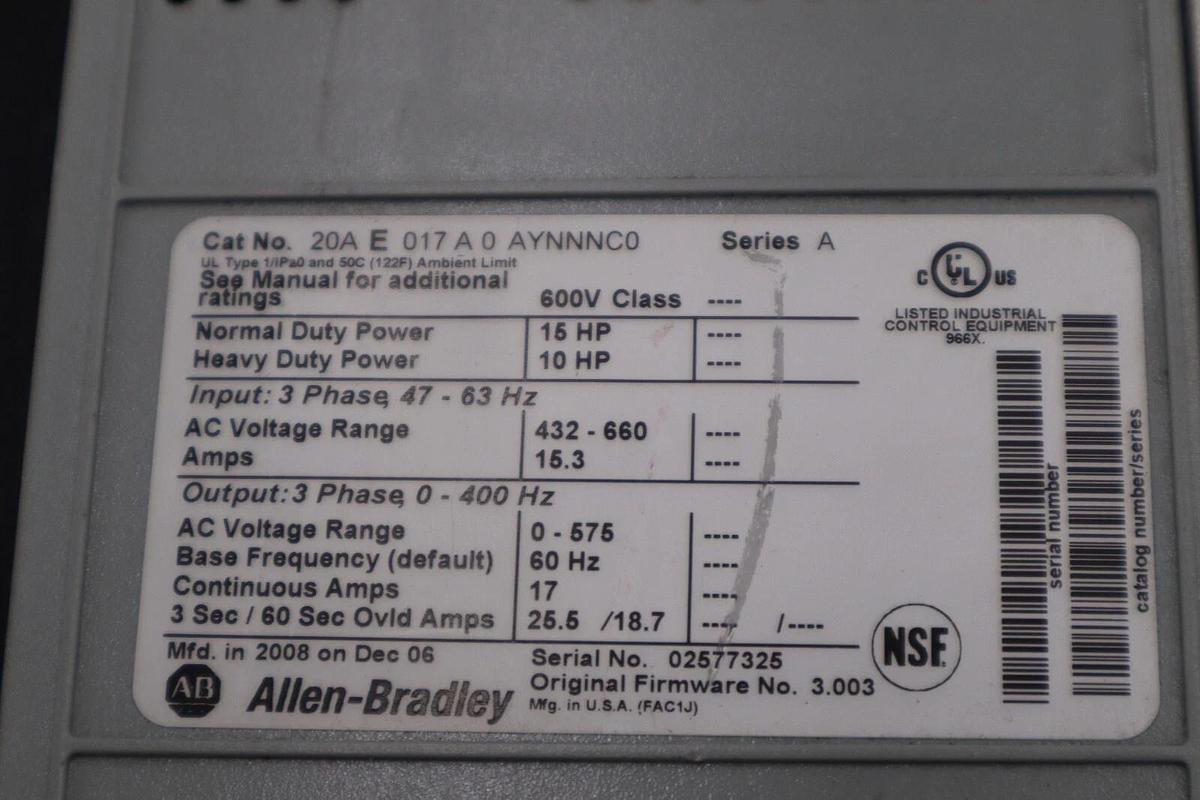 Cat No. 20A E 017 A 0 AYNNNC0 Series A
UL Type 1/IPa0 and 50C (122F) Ambient Limit
See Manual for additional
ratings 600V Class ----
Normal Duty Power 15 HP ----
Heavy Duty Power 10 HP ----
Input: 3 Phase, 47 - 63 Hz
AC Voltage Range 432 - 660 ----
Amps 15.3 ----
Output: 3 Phase, 0 - 400 Hz
AC Voltage Range 0 - 575 ----
Base Frequency (default) 60 Hz ----
Continuous Amps 17 ----
3 Sec / 60 Sec Ovld Amps 25.5 /18.7 ---- /----
Mfd. in 2008 on Dec 06 Serial No. 02577325
AB Allen-Bradley Original Firmware No. 3.003
Mfg. in U.S.A. (FAC1J)
C UL US
LISTED INDUSTRIAL
CONTROL EQUIPMENT
966X.
serial number
catalog number/series
NSF